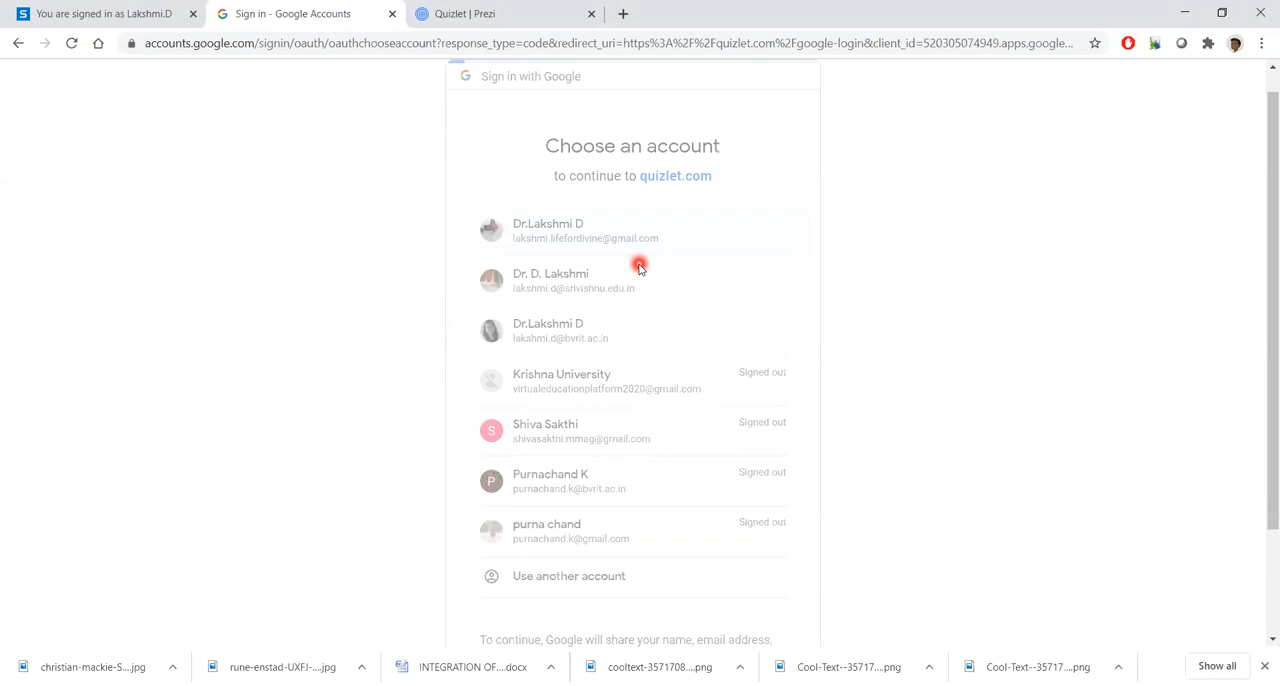 You are signed in as Lakshmi.D
Sign in - Google Accounts
Quizlet | Prezi
accounts.google.com/signin/oauth/oauthchooseaccount?response_type=code&redirect_uri=https%3A%2F%2Fquizlet.com%2Fgoogle-login&client_id=520305074949.apps.google...
Sign in with Google
Choose an account
to continue to quizlet.com
Dr.Lakshmi D
lakshmi.lifefordivine@gmail.com
Dr. D. Lakshmi
lakshmi.d@srivishnu.edu.in
Dr.Lakshmi D
lakshmi.d@bvrit.ac.in
Krishna University Signed out
virtualeducationplatform2020@gmail.com
Shiva Sakthi Signed out
shivasakthi.mmag@gmail.com
Purnachand K Signed out
purnachand.k@bvrit.ac.in
purna chand Signed out
purnachand.k@gmail.com
Use another account
To continue, Google will share your name, email address,
christian-mackie-S....jpg
rune-enstad-UXFJ-....jpg
INTEGRATION OF....docx
cooltext-3571708....png
Cool-Text--35717....png
Cool-Text--35717....png
Show all